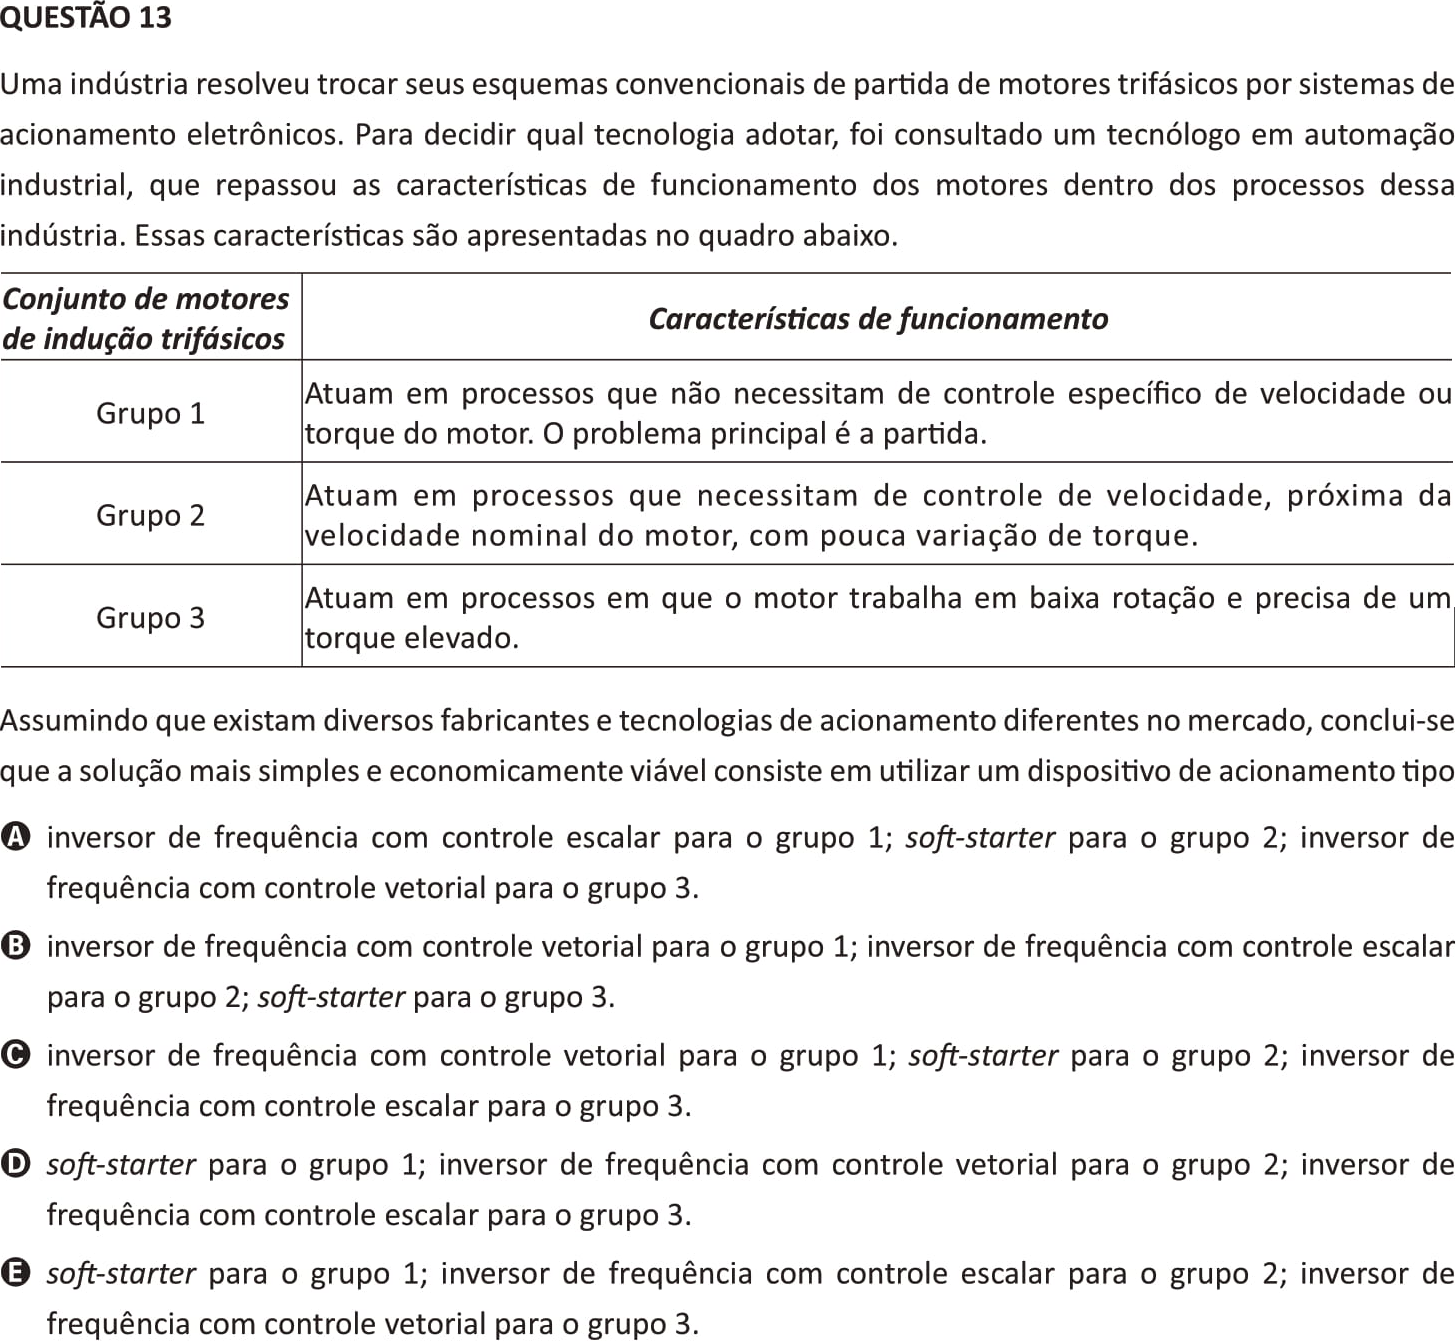 QUESTÃO 13
Uma indústria resolveu trocar seus esquemas convencionais de partida de motores trifásicos por sistemas de
acionamento eletrônicos. Para decidir qual tecnologia adotar, foi consultado um tecnólogo em automação
industrial, que repassou as características de funcionamento dos motores dentro dos processos dessa
indústria. Essas características são apresentadas no quadro abaixo.
Conjunto de motores
de indução trifásicos
Características de funcionamento
Grupo 1
Atuam em processos que não necessitam de controle específico de velocidade ou
torque do motor. O problema principal é a partida.
Grupo 2
Atuam em processos que necessitam de controle de velocidade, próxima da
velocidade nominal do motor, com pouca variação de torque.
Grupo 3
Atuam em processos em que o motor trabalha em baixa rotação e precisa de um
torque elevado.
Assumindo que existam diversos fabricantes e tecnologias de acionamento diferentes no mercado, conclui-se
que a solução mais simples e economicamente viável consiste em utilizar um dispositivo de acionamento tipo
A inversor de frequência com controle escalar para o grupo 1; soft-starter para o grupo 2; inversor de
frequência com controle vetorial para o grupo 3.
B inversor de frequência com controle vetorial para o grupo 1; inversor de frequência com controle escalar
para o grupo 2; soft-starter para o grupo 3.
C inversor de frequência com controle vetorial para o grupo 1; soft-starter para o grupo 2; inversor de
frequência com controle escalar para o grupo 3.
D soft-starter para o grupo 1; inversor de frequência com controle vetorial para o grupo 2; inversor de
frequência com controle escalar para o grupo 3.
E soft-starter para o grupo 1; inversor de frequência com controle escalar para o grupo 2; inversor de
frequência com controle vetorial para o grupo 3.